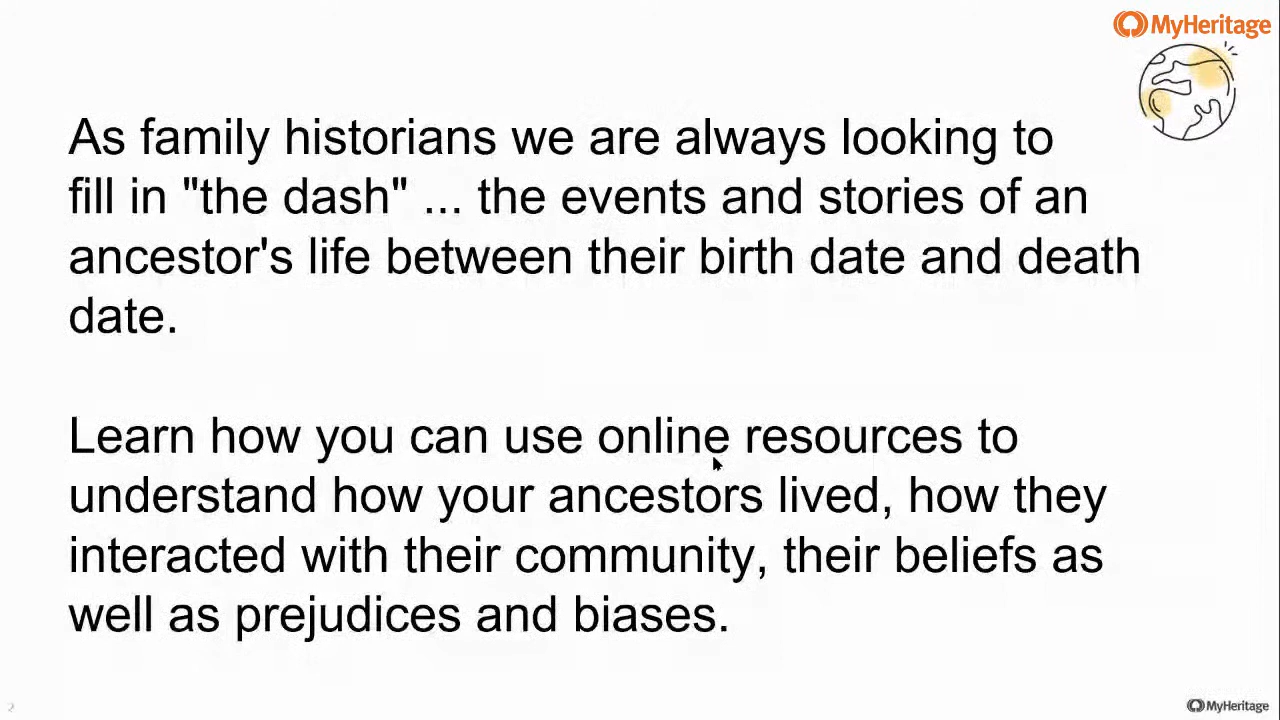 MyHeritage
As family historians we are always looking to
fill in "the dash" ... the events and stories of an
ancestor's life between their birth date and death
date.
Learn how you can use online resources to
understand how your ancestors lived, how they
interacted with their community, their beliefs as
well as prejudices and biases.
2
MyHeritage